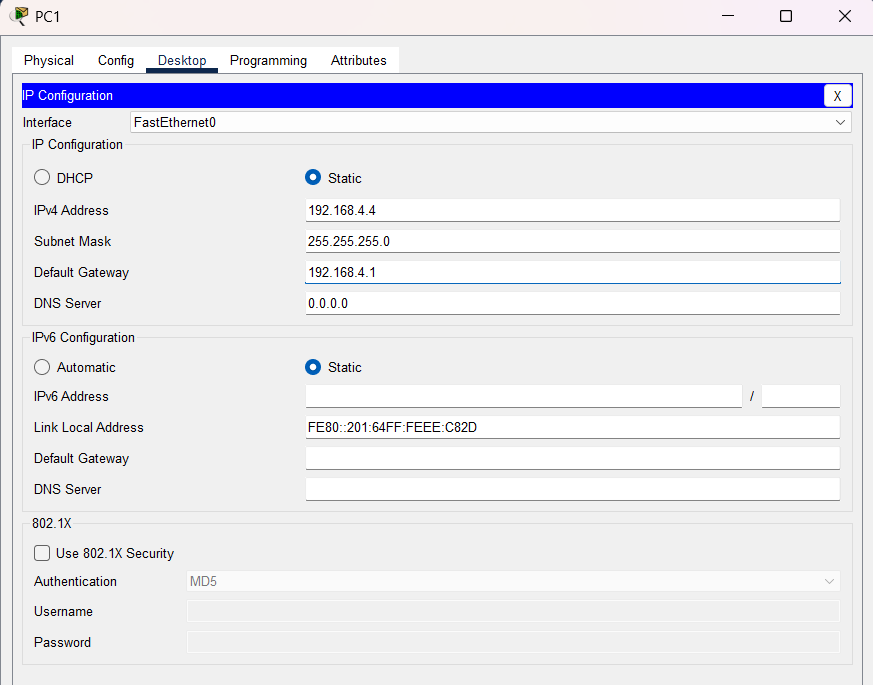 PC1
Physical Config Desktop Programming Attributes
IP Configuration X
Interface FastEthernet0
IP Configuration
DHCP Static
IPv4 Address 192.168.4.4
Subnet Mask 255.255.255.0
Default Gateway 192.168.4.1
DNS Server 0.0.0.0
IPv6 Configuration
Automatic Static
IPv6 Address /
Link Local Address FE80::201:64FF:FEEE:C82D
Default Gateway
DNS Server
802.1X
Use 802.1X Security
Authentication MD5
Username
Password